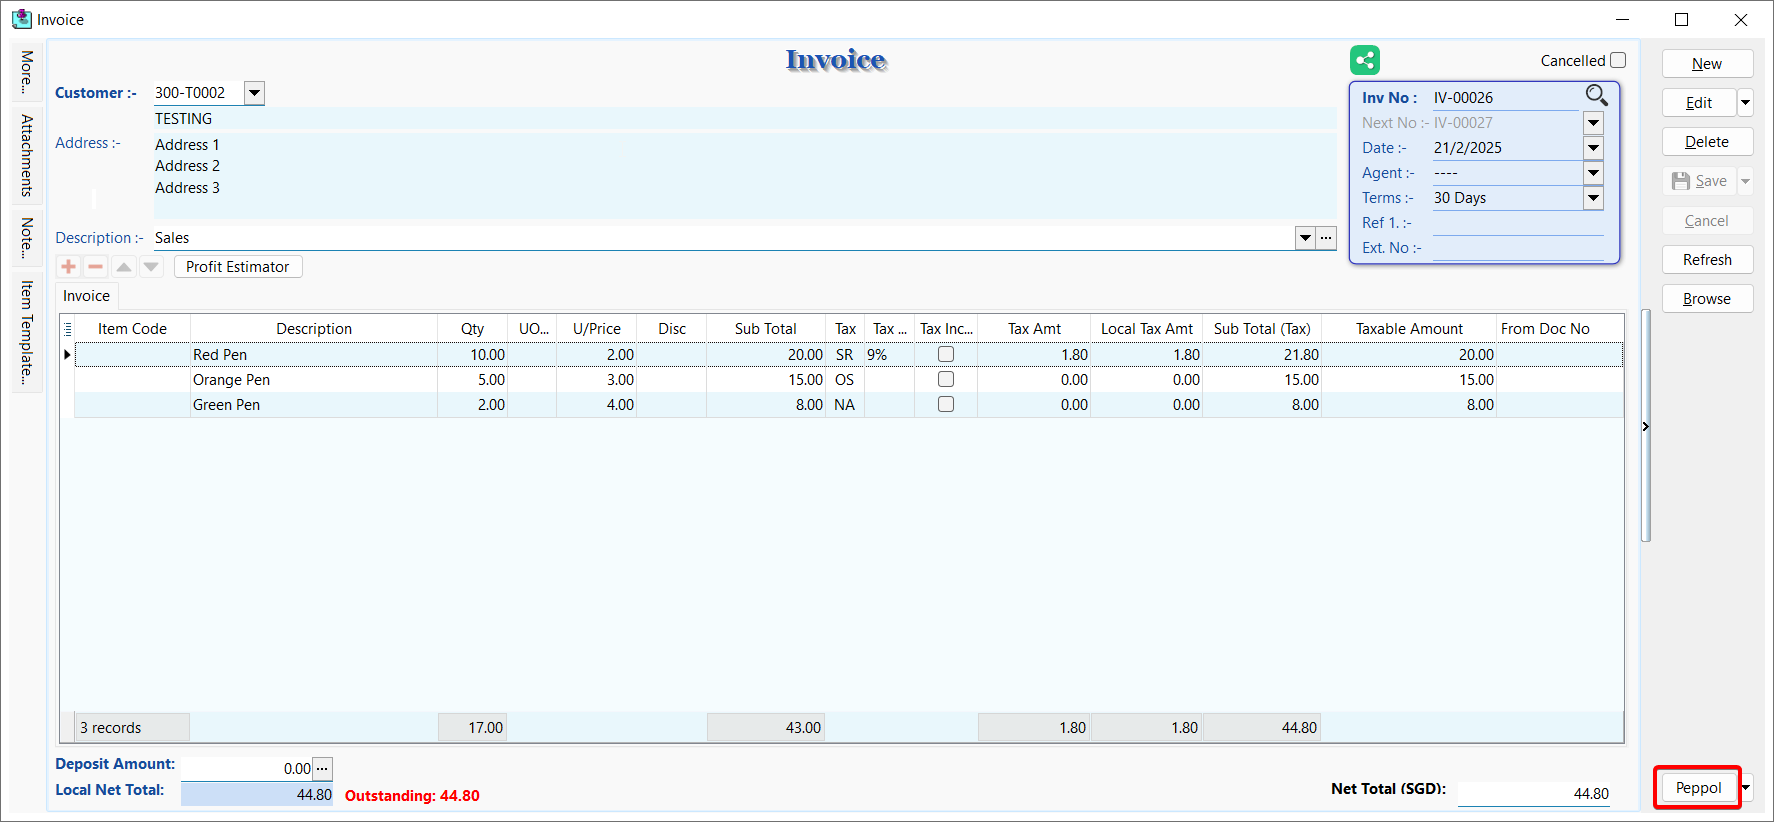 Invoice
More...
Attachments
Note...
Item Template...
Invoice
Cancelled
Customer :- 300-T0002
TESTING
Address :- Address 1
Address 2
Address 3
Description :- Sales
Inv No : IV-00026
Next No :- IV-00027
Date :- 21/2/2025
Agent :- ----
Terms :- 30 Days
Ref 1. :-
Ext. No :-
Profit Estimator
Invoice
Item Code Description Qty UO... U/Price Disc Sub Total Tax Tax ... Tax Inc... Tax Amt Local Tax Amt Sub Total (Tax) Taxable Amount From Doc No
Red Pen 10.00 2.00 20.00 SR 9% 1.80 1.80 21.80 20.00
Orange Pen 5.00 3.00 15.00 OS 0.00 0.00 15.00 15.00
Green Pen 2.00 4.00 8.00 NA 0.00 0.00 8.00 8.00
3 records 17.00 43.00 1.80 1.80 44.80
Deposit Amount: 0.00 ...
Local Net Total: 44.80 Outstanding: 44.80
Net Total (SGD): 44.80
New
Edit
Delete
Save
Cancel
Refresh
Browse
Peppol